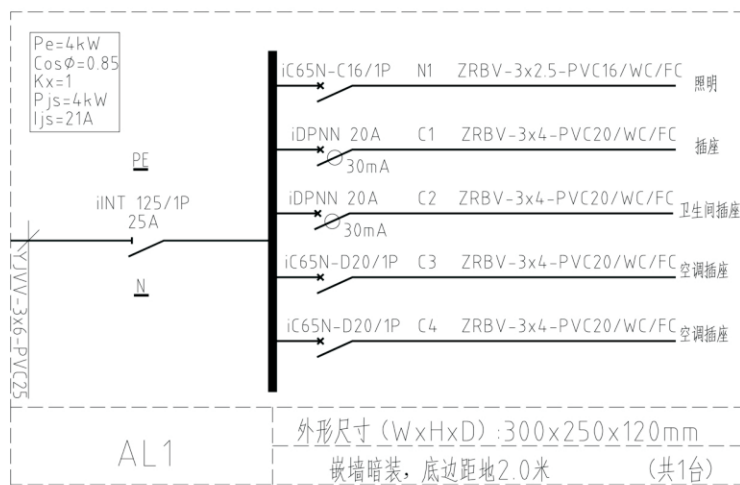 Pe=4kW
CosØ=0.85
Kx=1
Pjs=4kW
Ijs=21A
PE
iINT 125/1P
25A
N
YJVV-3x6-PVC25
iC65N-C16/1P N1 ZRBV-3x2.5-PVC16/WC/FC 照明
iDPNN 20A C1 ZRBV-3x4-PVC20/WC/FC 插座
30mA
iDPNN 20A C2 ZRBV-3x4-PVC20/WC/FC 卫生间插座
30mA
iC65N-D20/1P C3 ZRBV-3x4-PVC20/WC/FC 空调插座
iC65N-D20/1P C4 ZRBV-3x4-PVC20/WC/FC 空调插座
AL1
外形尺寸(WxHxD):300x250x120mm
嵌墙暗装，底边距地2.0米 (共1台)